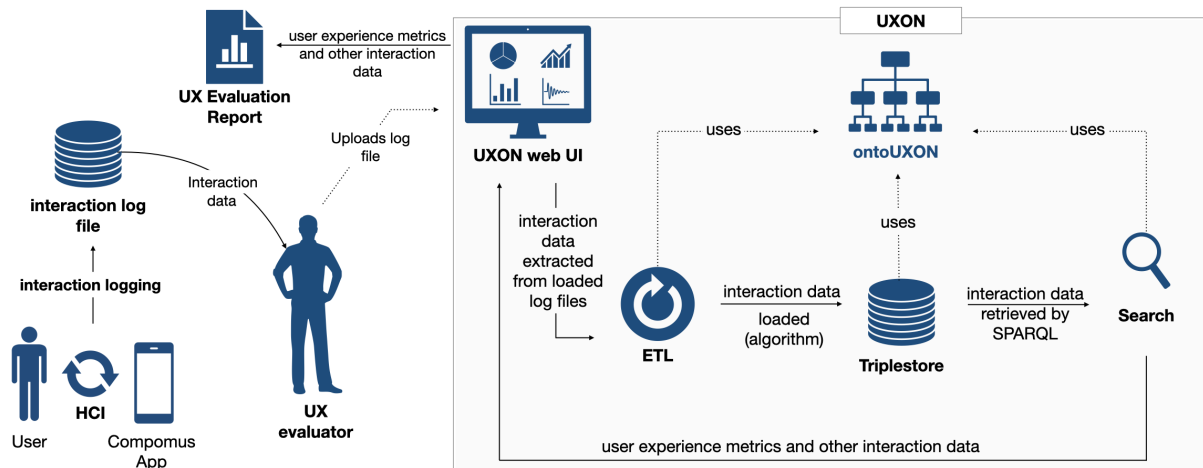 UXON
user experience metrics
and other interaction
data
UX Evaluation
Report
Uploads log
file
UXON web UI
uses
ontoUXON
uses
Interaction
data
interaction log
file
interaction
data
extracted
from loaded
log files
uses
interaction logging
interaction data
loaded
(algorithm)
interaction data
retrieved by
SPARQL
Search
ETL
Triplestore
HCI
User
Compomus
App
UX
evaluator
user experience metrics and other interaction data